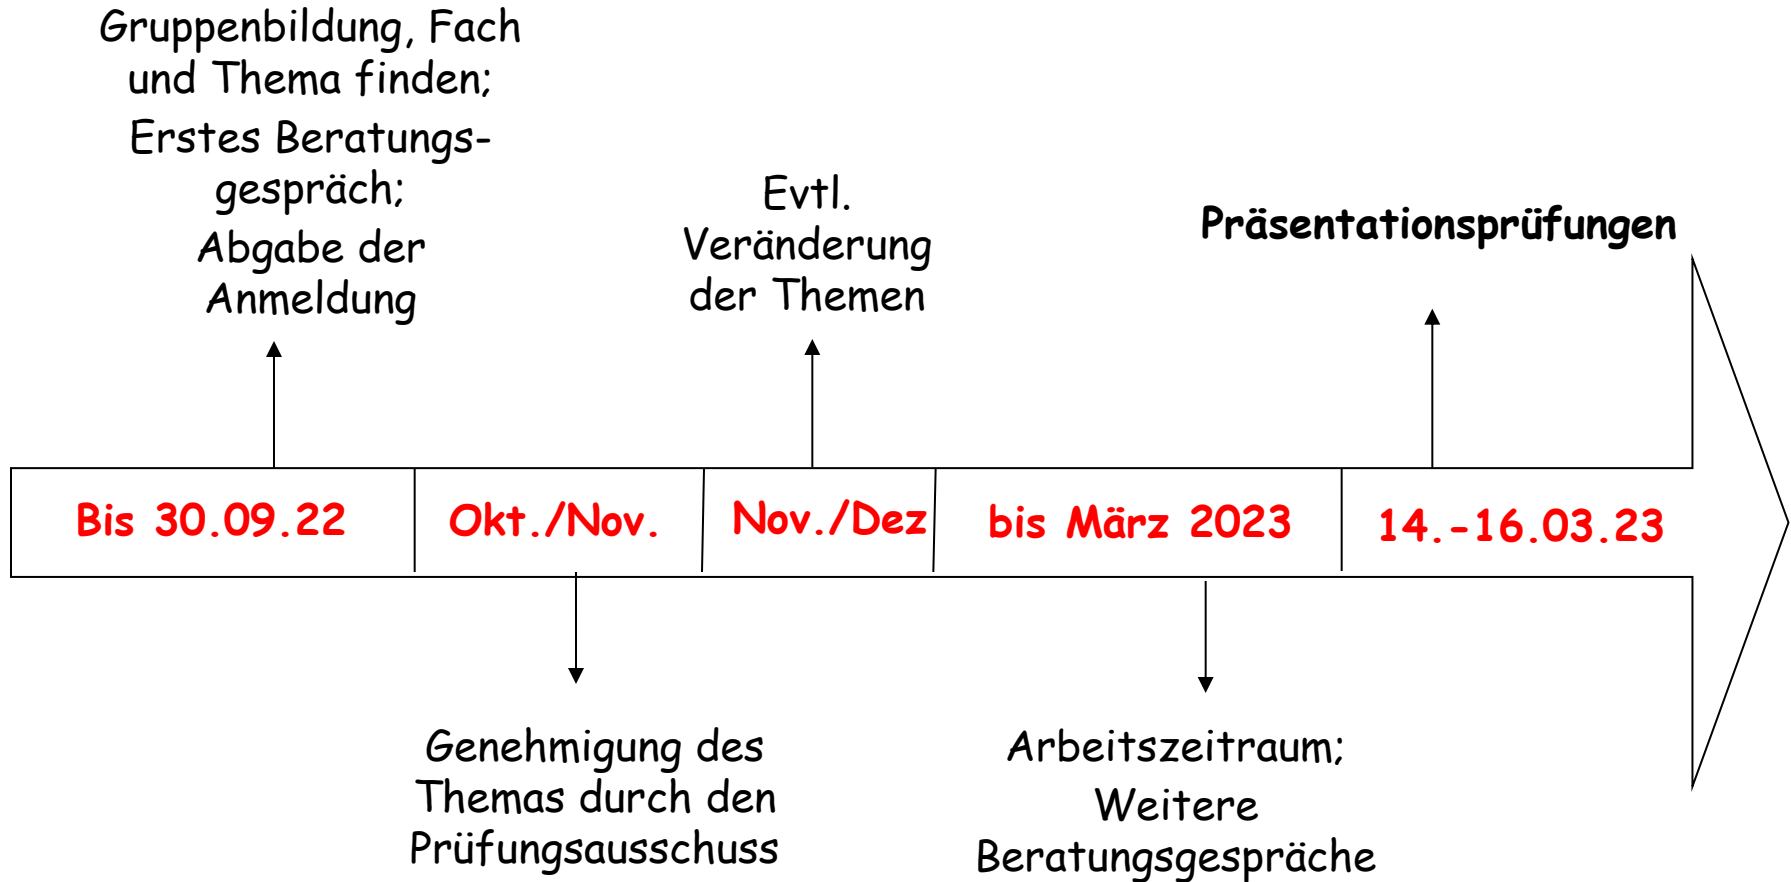 Gruppenbildung, Fach
und Thema finden;
Erstes Beratungs-
gespräch;
Abgabe der
Anmeldung
Evtl.
Veränderung
der Themen
Präsentationsprüfungen
Bis 30.09.22
Okt./Nov.
Nov./Dez
bis März 2023
14.-16.03.23
Genehmigung des
Themas durch den
Prüfungsausschuss
Arbeitszeitraum;
Weitere
Beratungsgespräche